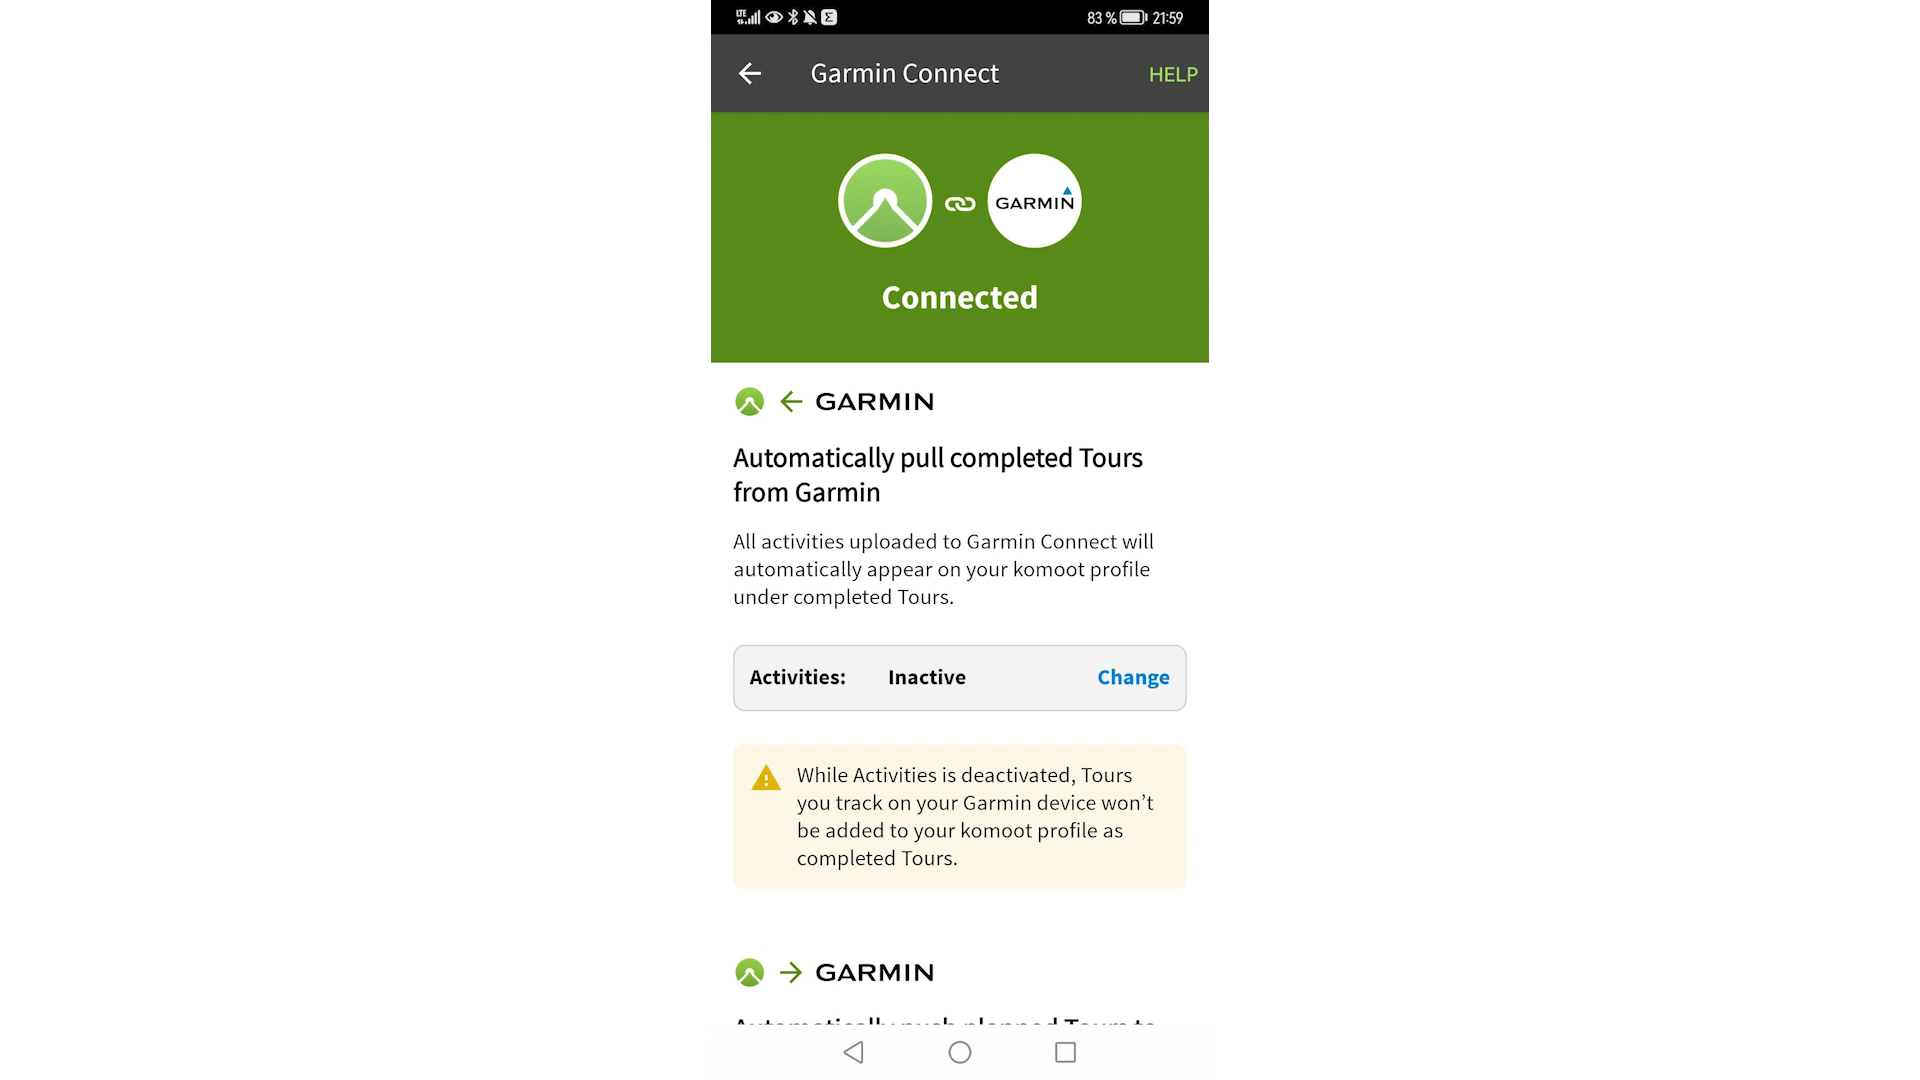 LTE 83 % 21:59
Garmin Connect HELP
GARMIN
Connected
GARMIN
Automatically pull completed Tours
from Garmin
All activities uploaded to Garmin Connect will
automatically appear on your komoot profile
under completed Tours.
Activities: Inactive Change
While Activities is deactivated, Tours
you track on your Garmin device won’t
be added to your komoot profile as
completed Tours.
GARMIN
Automatically push planned Tours to